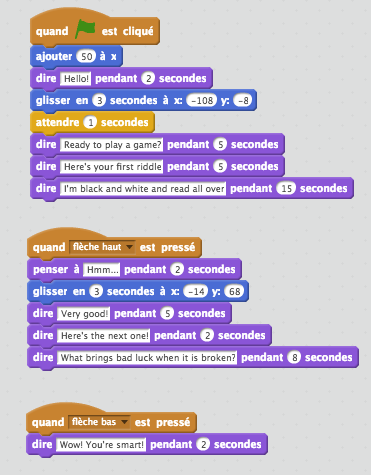 quand est cliqué
ajouter 50 à x
dire Hello! pendant 2 secondes
glisser en 3 secondes à x: -108 y: -8
attendre 1 secondes
dire Ready to play a game? pendant 5 secondes
dire Here's your first riddle pendant 5 secondes
dire I'm black and white and read all over pendant 15 secondes
quand flèche haut est pressé
penser à Hmm... pendant 2 secondes
glisser en 3 secondes à x: -14 y: 68
dire Very good! pendant 5 secondes
dire Here's the next one! pendant 2 secondes
dire What brings bad luck when it is broken? pendant 8 secondes
quand flèche bas est pressé
dire Wow! You're smart! pendant 2 secondes